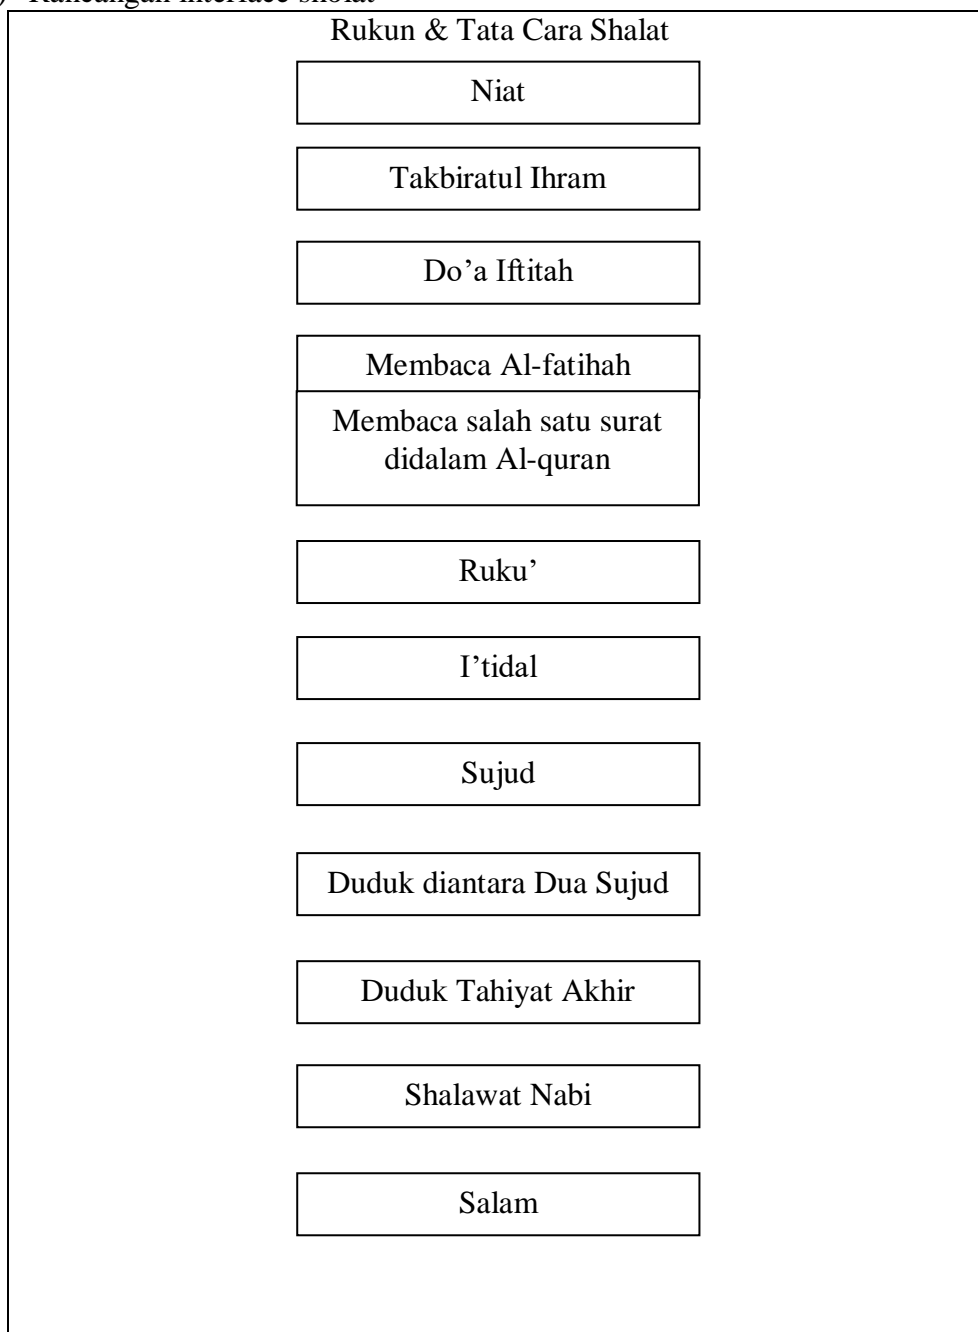 Rancangan interface sholat
Rukun & Tata Cara Shalat
Niat
Takbiratul Ihram
Do’a Iftitah
Membaca Al-fatihah
Membaca salah satu surat
didalam Al-quran
Ruku’
I’tidal
Sujud
Duduk diantara Dua Sujud
Duduk Tahiyat Akhir
Shalawat Nabi
Salam